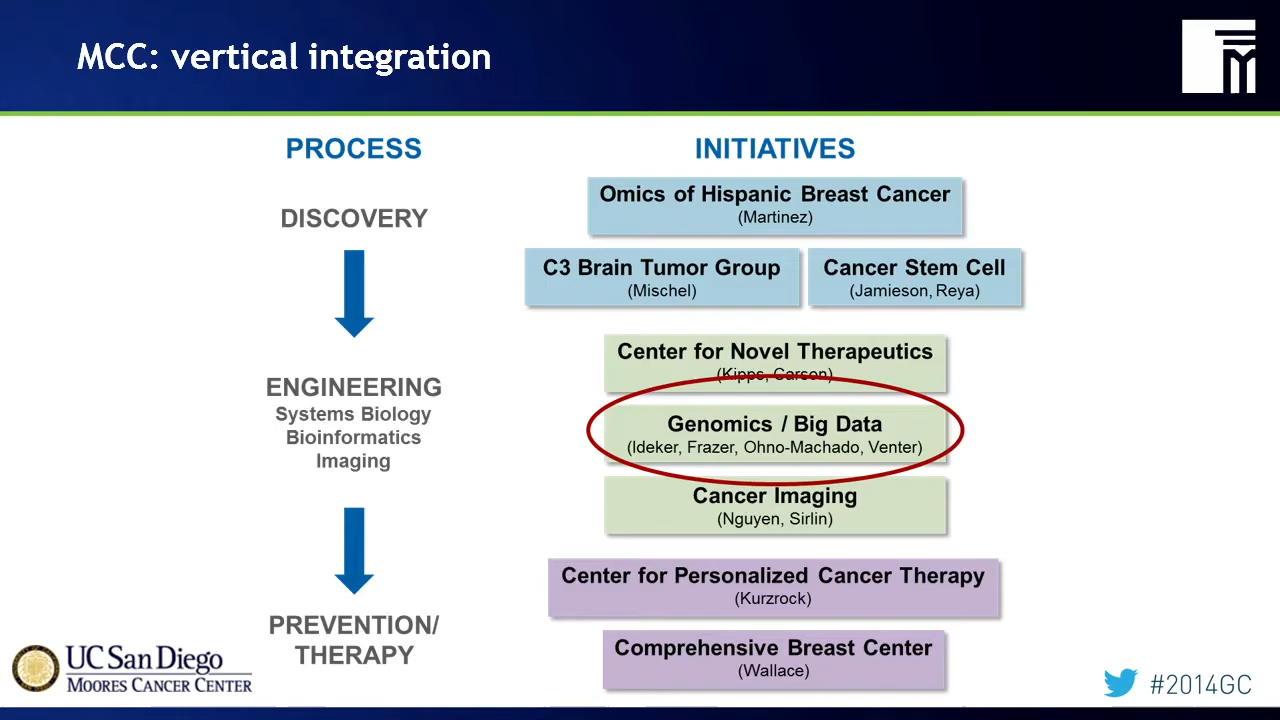 MCC: vertical integration
PROCESS
INITIATIVES
DISCOVERY
Omics of Hispanic Breast Cancer
(Martinez)
C3 Brain Tumor Group
(Mischel)
Cancer Stem Cell
(Jamieson, Reya)
ENGINEERING
Systems Biology
Bioinformatics
Imaging
Center for Novel Therapeutics
(Kipps, Carson)
Genomics / Big Data
(Ideker, Frazer, Ohno-Machado, Venter)
Cancer Imaging
(Nguyen, Sirlin)
PREVENTION/
THERAPY
Center for Personalized Cancer Therapy
(Kurzrock)
Comprehensive Breast Center
(Wallace)
UC San Diego
MOORES CANCER CENTER
#2014GC